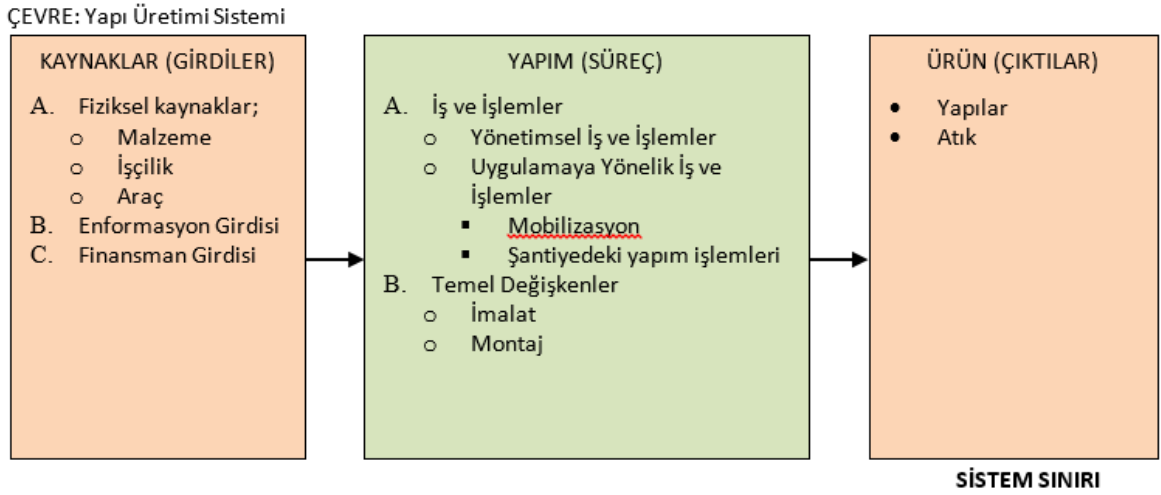 ÇEVRE: Yapı Üretimi Sistemi
KAYNAKLAR (GİRDİLER)
A. Fiziksel kaynaklar;
o Malzeme
o İşçilik
o Araç
B. Enformasyon Girdisi
C. Finansman Girdisi
YAPIM (SÜREÇ)
A. İş ve İşlemler
o Yönetimsel İş ve İşlemler
o Uygulamaya Yönelik İş ve
İşlemler
▪ Mobilizasyon
▪ Şantiyedeki yapım işlemleri
B. Temel Değişkenler
o İmalat
o Montaj
ÜRÜN (ÇIKTILAR)
• Yapılar
• Atık
SİSTEM SINIRI